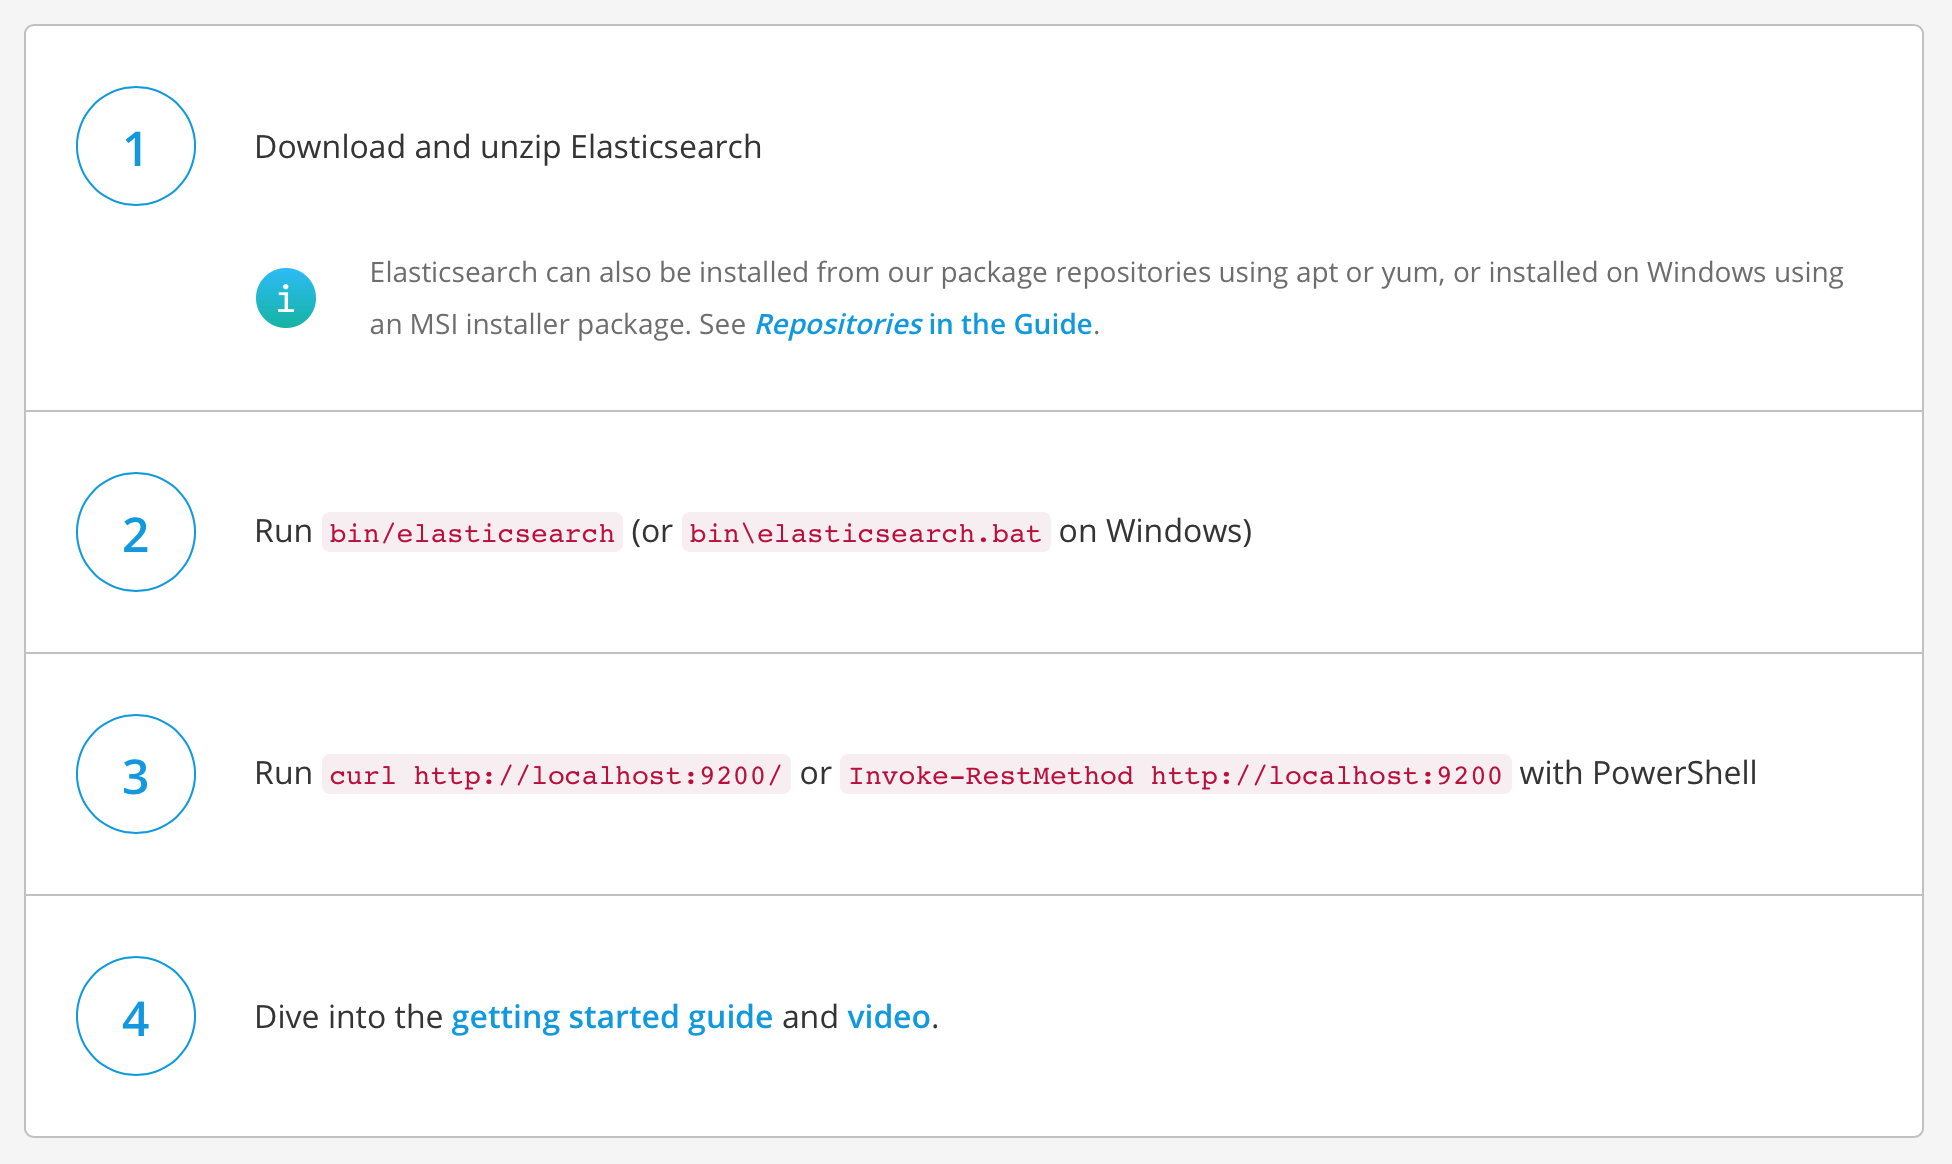 1
Download and unzip Elasticsearch
i
Elasticsearch can also be installed from our package repositories using apt or yum, or installed on Windows using
an MSI installer package. See Repositories in the Guide.
2
Run bin/elasticsearch (or bin\elasticsearch.bat on Windows)
3
Run curl http://localhost:9200/ or Invoke-RestMethod http://localhost:9200 with PowerShell
4
Dive into the getting started guide and video.